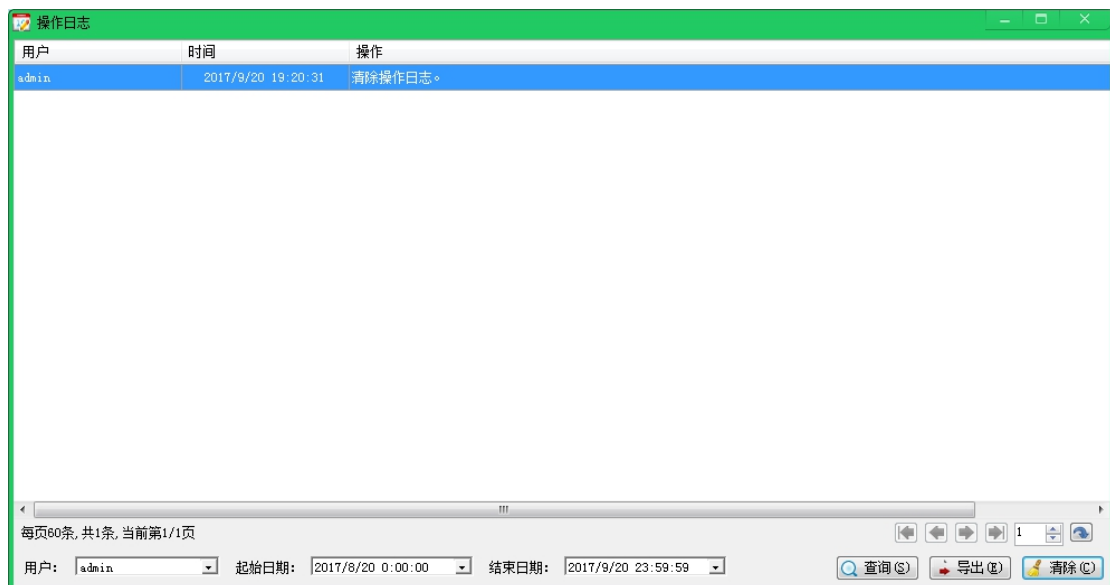 操作日志
用户 时间 操作
admin 2017/9/20 19:20:31 清除操作日志。
每页60条,共1条,当前第1/1页 1
用户: admin 起始日期: 2017/8/20 0:00:00 结束日期: 2017/9/20 23:59:59 查询(S) 导出(E) 清除(C)